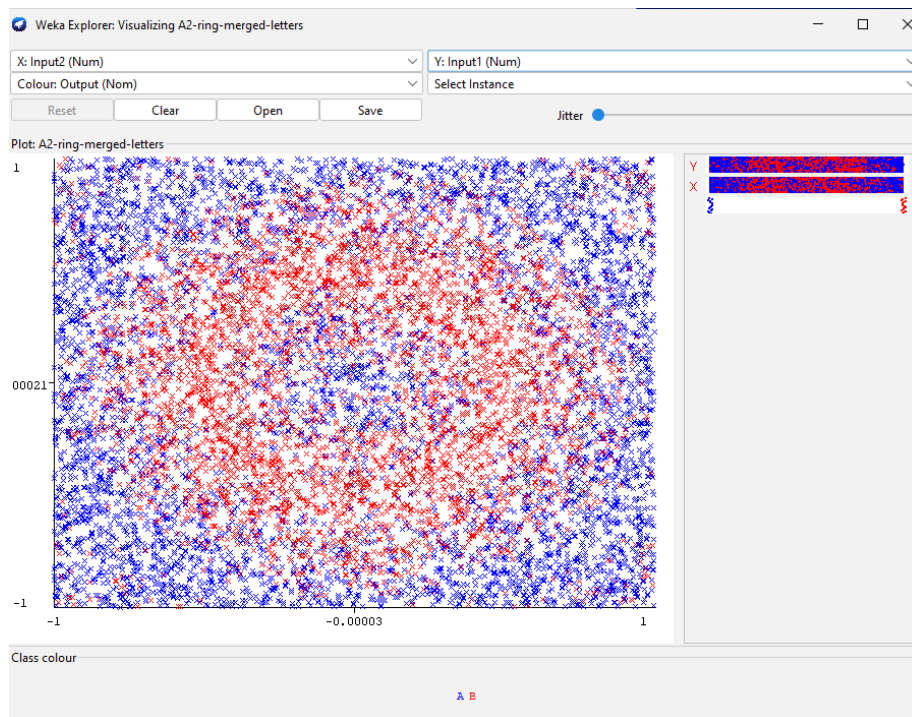 Weka Explorer: Visualizing A2-ring-merged-letters
X: Input2 (Num)
Y: Input1 (Num)
Colour: Output (Nom)
Select Instance
Reset
Clear
Open
Save
Jitter
Plot: A2-ring-merged-letters
1
00021
-1
-1
-0.00003
1
Y
X
Class colour
A B